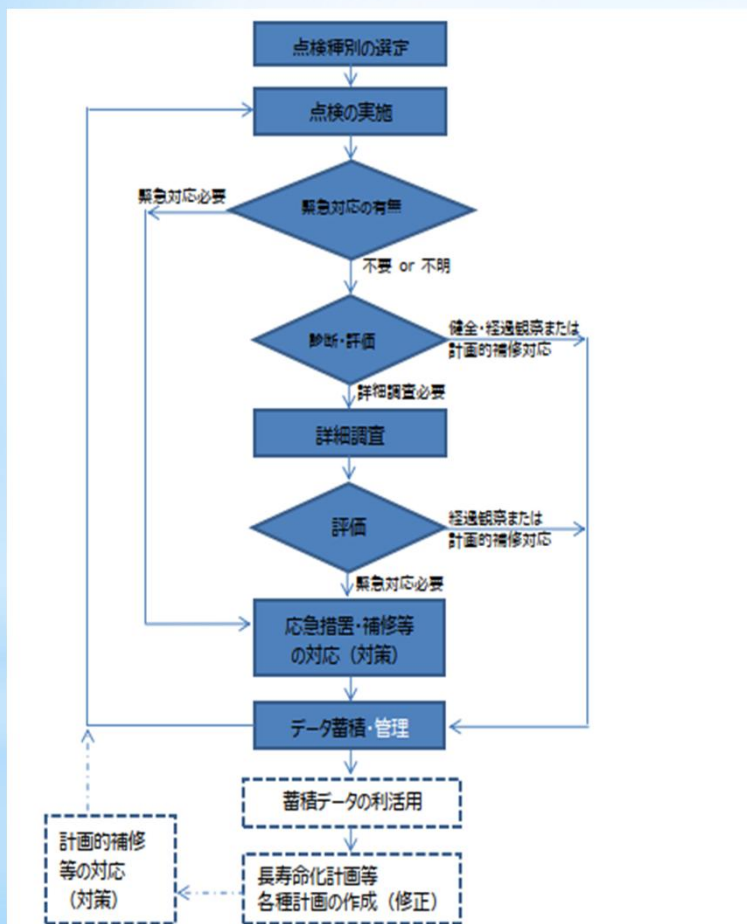 点検種別の選定
点検の実施
緊急対応の有無
緊急対応必要
不要 or 不明
診断・評価
健全・経過観察または
計画的補修対応
詳細調査必要
詳細調査
評価
経過観察または
計画的補修対応
緊急対応必要
応急措置・補修等
の対応（対策）
データ蓄積・管理
蓄積データの利活用
計画的補修
等の対応
（対策）
長寿命化計画等
各種計画の作成（修正）